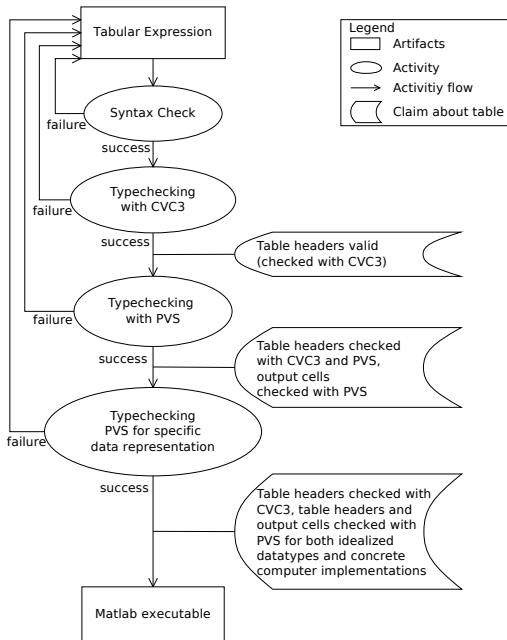 Tabular Expression
Legend
Artifacts
Activity
Activitiy flow
Claim about table
Syntax Check
failure
success
Typechecking
with CVC3
failure
success
Table headers valid
(checked with CVC3)
Typechecking
with PVS
failure
success
Table headers checked
with CVC3 and PVS,
output cells
checked with PVS
Typechecking
PVS for specific
data representation
failure
success
Table headers checked with
CVC3, table headers and
output cells checked with
PVS for both idealized
datatypes and concrete
computer implementations
Matlab executable